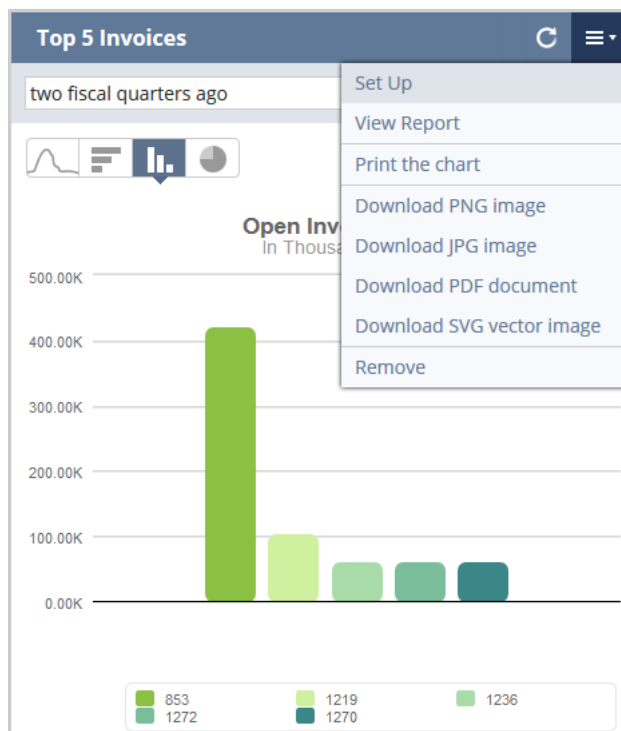 Top 5 Invoices
two fiscal quarters ago
Set Up
View Report
Print the chart
Download PNG image
Download JPG image
Download PDF document
Download SVG vector image
Remove
Open Inv
In Thousa
500.00K
400.00K
300.00K
200.00K
100.00K
0.00K
853 1219 1236
1272 1270